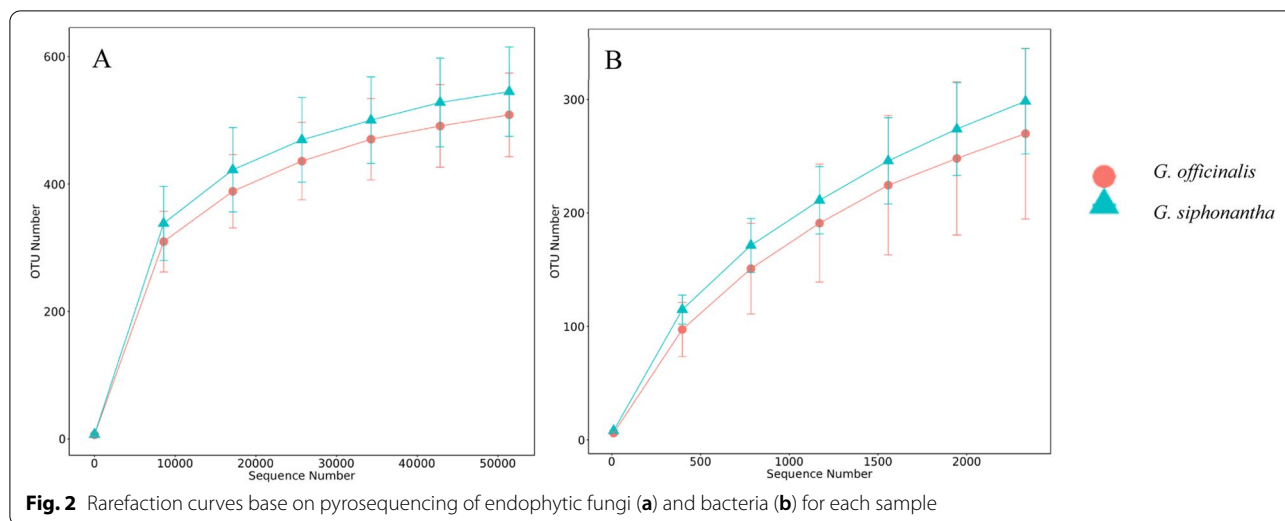 A
600
400
200
0
OTU Number
0 10000 20000 30000 40000 50000
Sequence Number
B
300
200
100
0
OTU Number
0 500 1000 1500 2000
Sequence Number
G. officinalis
G. siphonantha
Fig. 2 Rarefaction curves base on pyrosequencing of endophytic fungi (a) and bacteria (b) for each sample